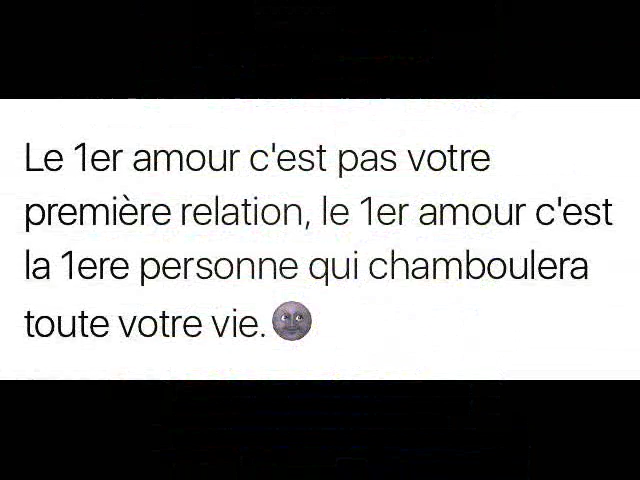 Le 1er amour c'est pas votre
première relation, le 1er amour c'est
la 1ere personne qui chamboulera
toute votre vie.🌚